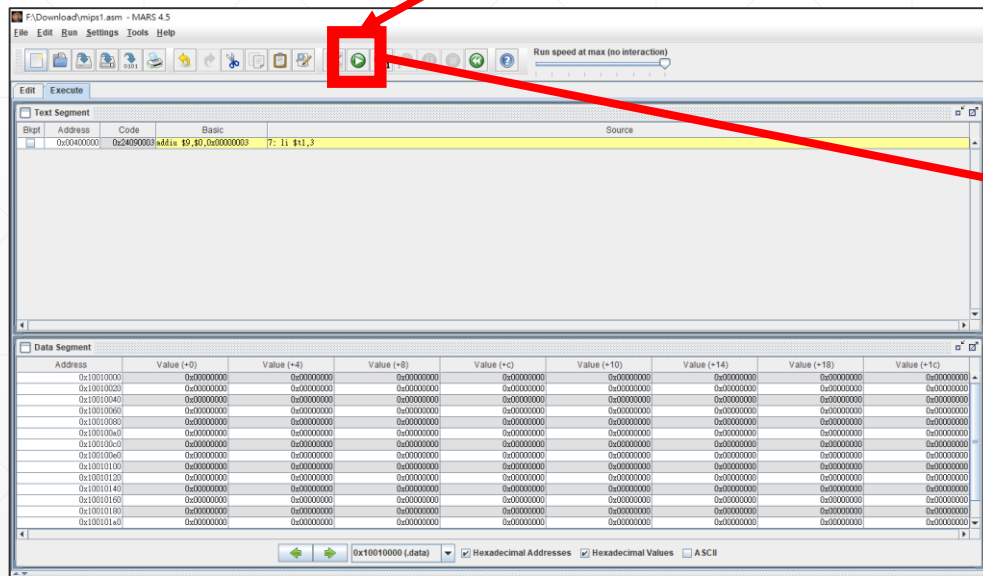 F:\Download\mips1.asm - MARS 4.5
File Edit Run Settings Tools Help
Run speed at max (no interaction)
Edit Execute
Text Segment
Bkpt Address Code Basic Source
0x00400000 0x24090003 addiu $9,$0,0x00000003 7: li $t1,3
Data Segment
Address Value (+0) Value (+4) Value (+8) Value (+c) Value (+10) Value (+14) Value (+18) Value (+1c)
0x10010000 0x00000000 0x00000000 0x00000000 0x00000000 0x00000000 0x00000000 0x00000000 0x00000000
0x10010020 0x00000000 0x00000000 0x00000000 0x00000000 0x00000000 0x00000000 0x00000000 0x00000000
0x10010040 0x00000000 0x00000000 0x00000000 0x00000000 0x00000000 0x00000000 0x00000000 0x00000000
0x10010060 0x00000000 0x00000000 0x00000000 0x00000000 0x00000000 0x00000000 0x00000000 0x00000000
0x10010080 0x00000000 0x00000000 0x00000000 0x00000000 0x00000000 0x00000000 0x00000000 0x00000000
0x100100a0 0x00000000 0x00000000 0x00000000 0x00000000 0x00000000 0x00000000 0x00000000 0x00000000
0x100100c0 0x00000000 0x00000000 0x00000000 0x00000000 0x00000000 0x00000000 0x00000000 0x00000000
0x100100e0 0x00000000 0x00000000 0x00000000 0x00000000 0x00000000 0x00000000 0x00000000 0x00000000
0x10010100 0x00000000 0x00000000 0x00000000 0x00000000 0x00000000 0x00000000 0x00000000 0x00000000
0x10010120 0x00000000 0x00000000 0x00000000 0x00000000 0x00000000 0x00000000 0x00000000 0x00000000
0x10010140 0x00000000 0x00000000 0x00000000 0x00000000 0x00000000 0x00000000 0x00000000 0x00000000
0x10010160 0x00000000 0x00000000 0x00000000 0x00000000 0x00000000 0x00000000 0x00000000 0x00000000
0x10010180 0x00000000 0x00000000 0x00000000 0x00000000 0x00000000 0x00000000 0x00000000 0x00000000
0x100101a0 0x00000000 0x00000000 0x00000000 0x00000000 0x00000000 0x00000000 0x00000000 0x00000000
0x10010000 (.data) Hexadecimal Addresses Hexadecimal Values ASCII